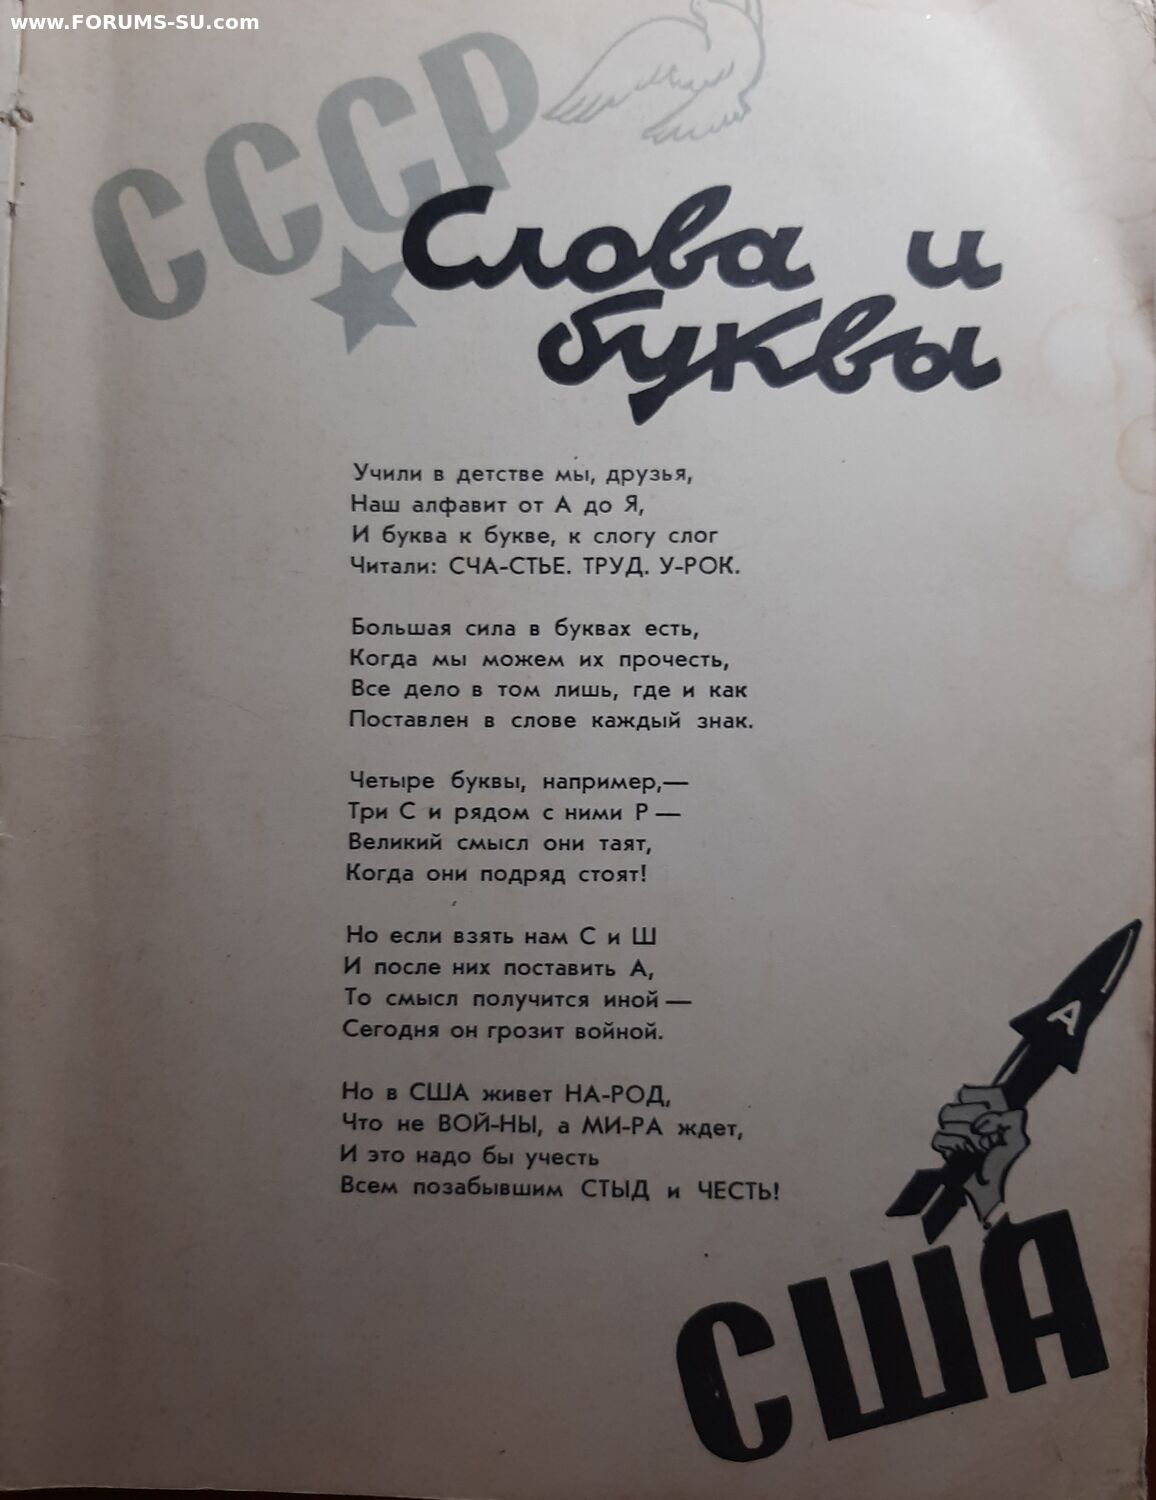 www.FORUMS-SU.com
СССР
Слова и
буквы
Учили в детстве мы, друзья,
Наш алфавит от А до Я,
И буква к букве, к слогу слог
Читали: СЧА-СТЬЕ. ТРУД. У-РОК.
Большая сила в буквах есть,
Когда мы можем их прочесть,
Все дело в том лишь, где и как
Поставлен в слове каждый знак.
Четыре буквы, например,—
Три С и рядом с ними Р —
Великий смысл они таят,
Когда они подряд стоят!
Но если взять нам С и Ш
И после них поставить А,
То смысл получится иной —
Сегодня он грозит войной.
Но в США живет НА-РОД,
Что не ВОЙ-НЫ, а МИ-РА ждет,
И это надо бы учесть
Всем позабывшим СТЫД и ЧЕСТЬ!
А
США